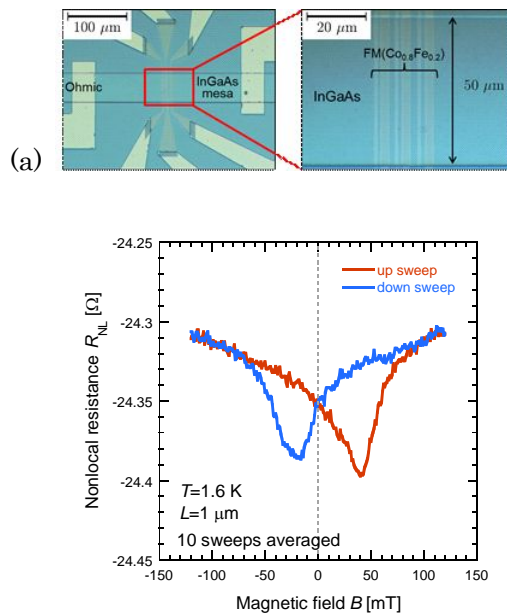 100 μm
20 μm
Ohmic
InGaAs
mesa
FM(Co0.8Fe0.2)
InGaAs
50 μm
(a)
-24.25
-24.3
-24.35
-24.4
-24.45
Nonlocal resistance RNL [Ω]
up sweep
down sweep
T=1.6 K
L=1 μm
10 sweeps averaged
-150 -100 -50 0 50 100 150
Magnetic field B [mT]